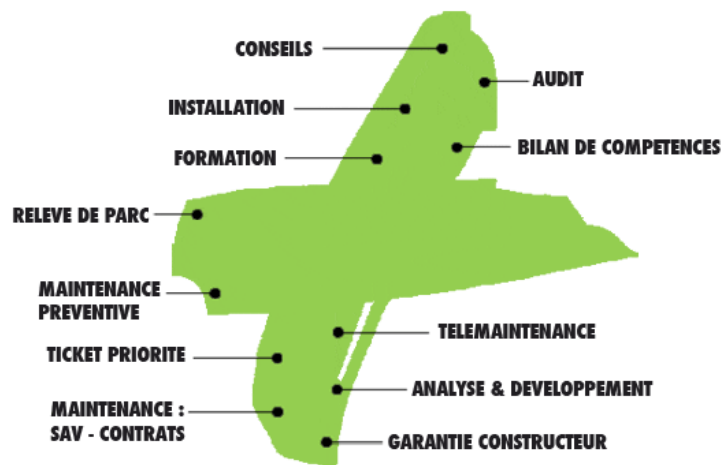 CONSEILS
AUDIT
INSTALLATION
BILAN DE COMPETENCES
FORMATION
RELEVE DE PARC
MAINTENANCE
PREVENTIVE
TELEMAINTENANCE
TICKET PRIORITE
ANALYSE & DEVELOPPEMENT
MAINTENANCE :
SAV - CONTRATS
GARANTIE CONSTRUCTEUR